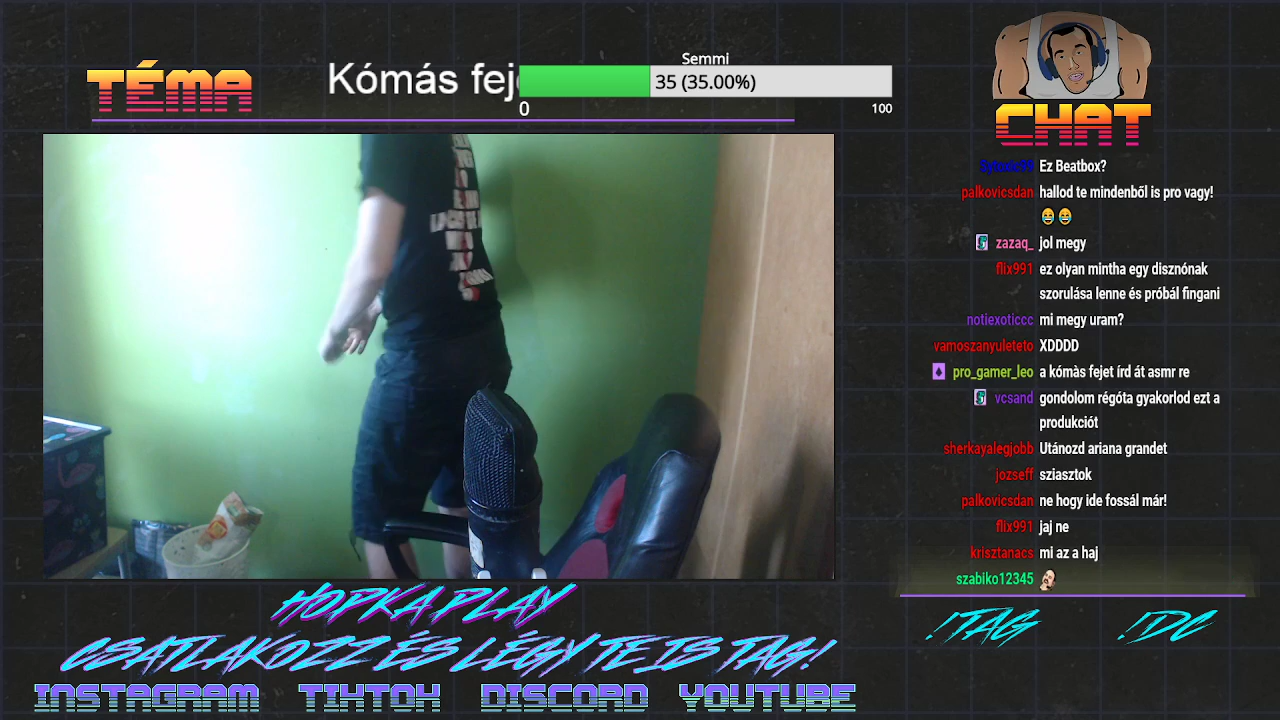 TÉMA
Kómás fej
Semmi
35 (35.00%)
0
100
CHAT
Ez Beatbox?
palkovicsdan hallod te mindenből is pro vagy!
😂😂
zazaq_ jol megy
flix991 ez olyan mintha egy disznónak
szorulása lenne és próbál fingani
notiexoticcc mi megy uram?
vamoszanyuleteto XDDDD
pro_gamer_leo a kómàs fejet írd át asmr re
vcsand gondolom régóta gyakorlod ezt a
produkciót
sherkayalegjobb Utánozd ariana grandet
jozseff sziasztok
palkovicsdan ne hogy ide fossál már!
flix991 jaj ne
krisztanacs mi az a haj
szabiko12345
!TAG
!DC
HOPKA PLAY
CSATLAKOZZ ÉS LÉGY TE IS TAG!
INSTAGRAM TIKTOK DISCORD YOUTUBE